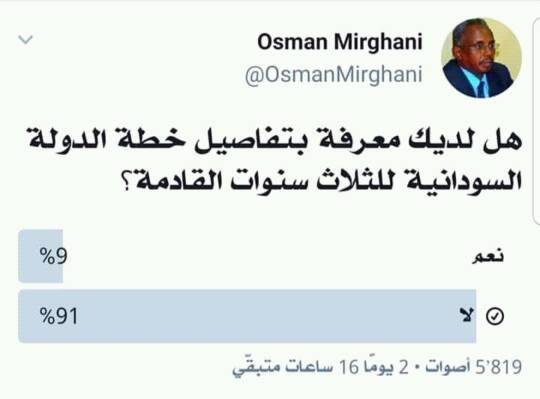 Osman Mirghani
@OsmanMirghani
هل لديك معرفة بتفاصيل خطة الدولة
السودانية للثلاث سنوات القادمة؟
نعم %9
لا %91
5'819 أصوات • 2 يومًا 16 ساعات متبقّي